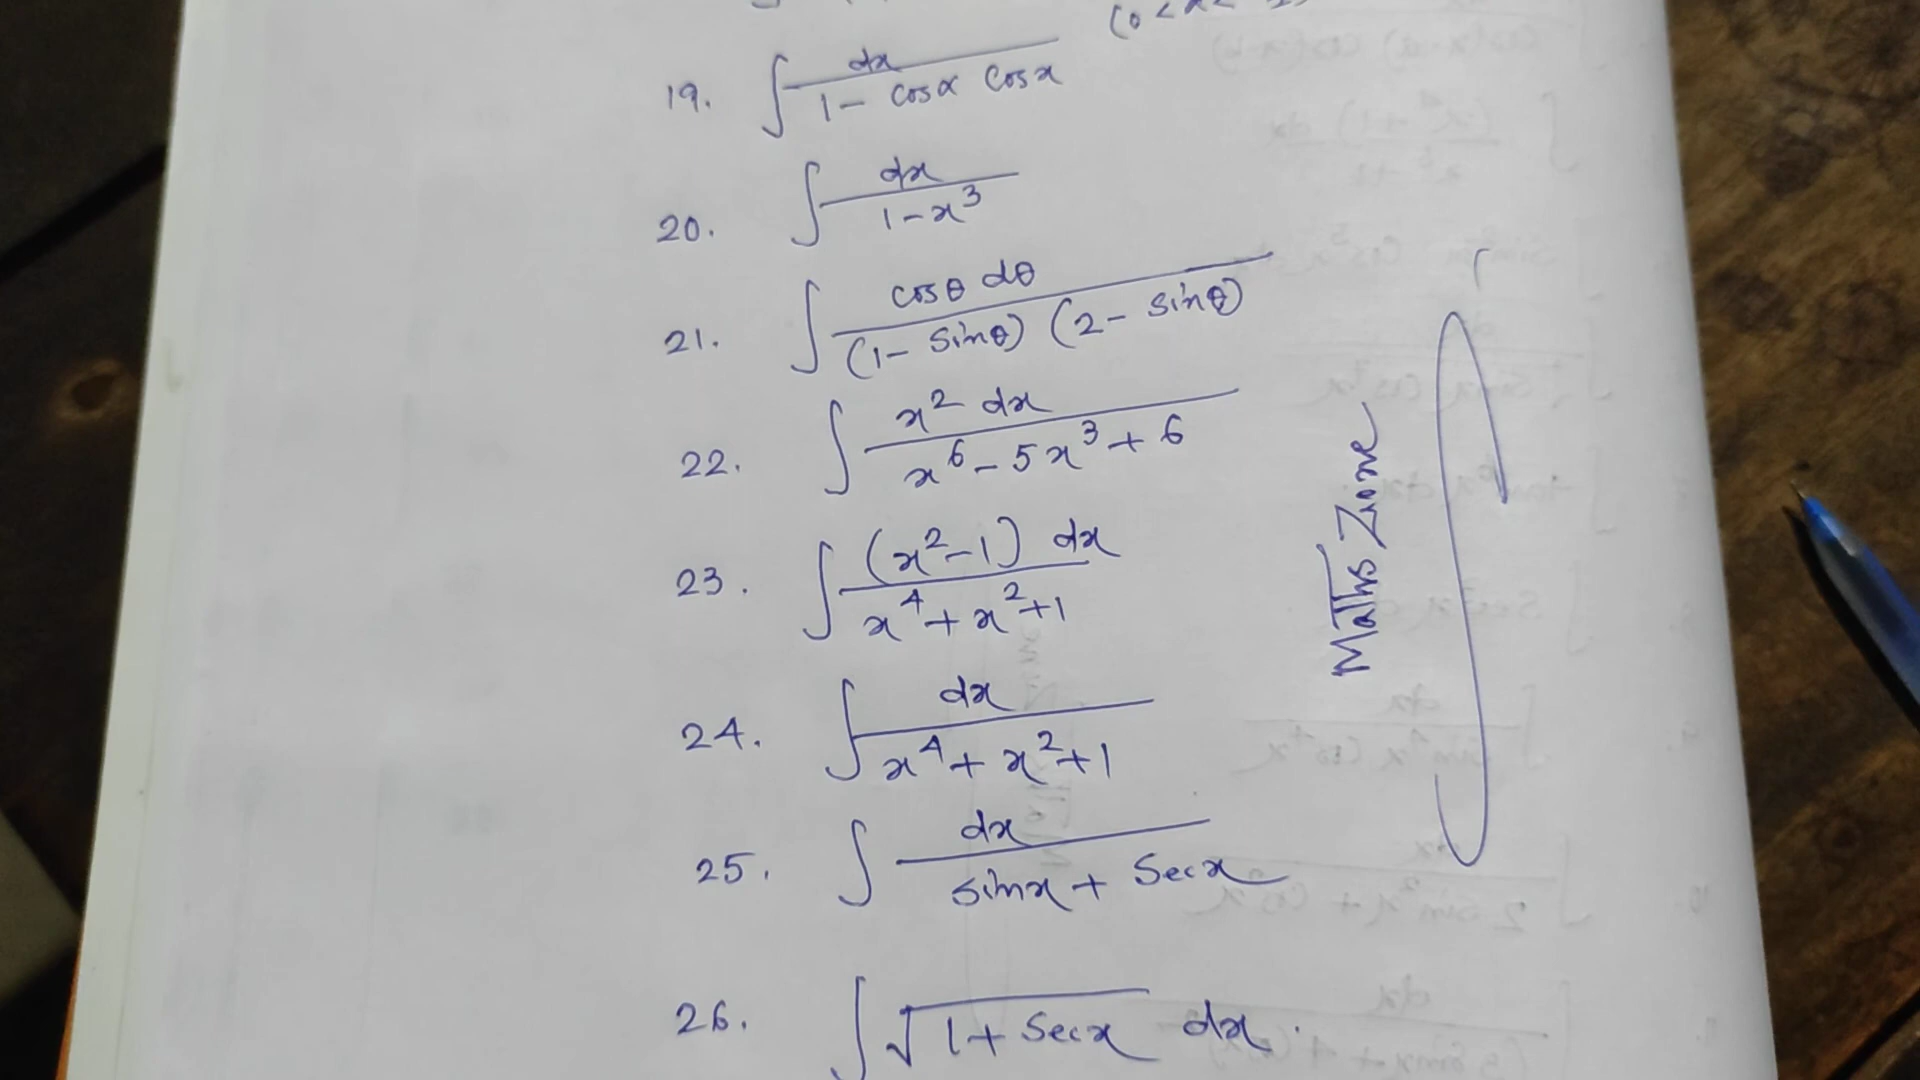 19. ∫ dx / (1 - cosα cosx)
20. ∫ dx / (1-x³)
21. ∫ cosθ dθ / ((1- sinθ) (2- sinθ))
22. ∫ x² dx / (x⁶ - 5x³ + 6)
23. ∫ (x²-1) dx / (x⁴+x²+1)
24. ∫ dx / (x⁴+x²+1)
25. ∫ dx / (sinx + secx)
26. ∫ √(1+ secx) dx.
Maths Zone